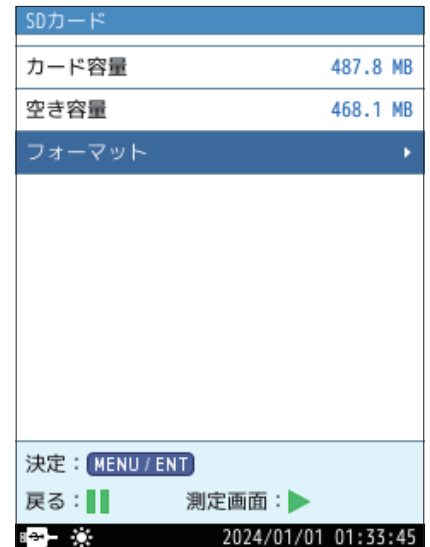 SDカード
カード容量 487.8 MB
空き容量 468.1 MB
フォーマット
決定：MENU / ENT
戻る： 測定画面：
2024/01/01 01:33:45